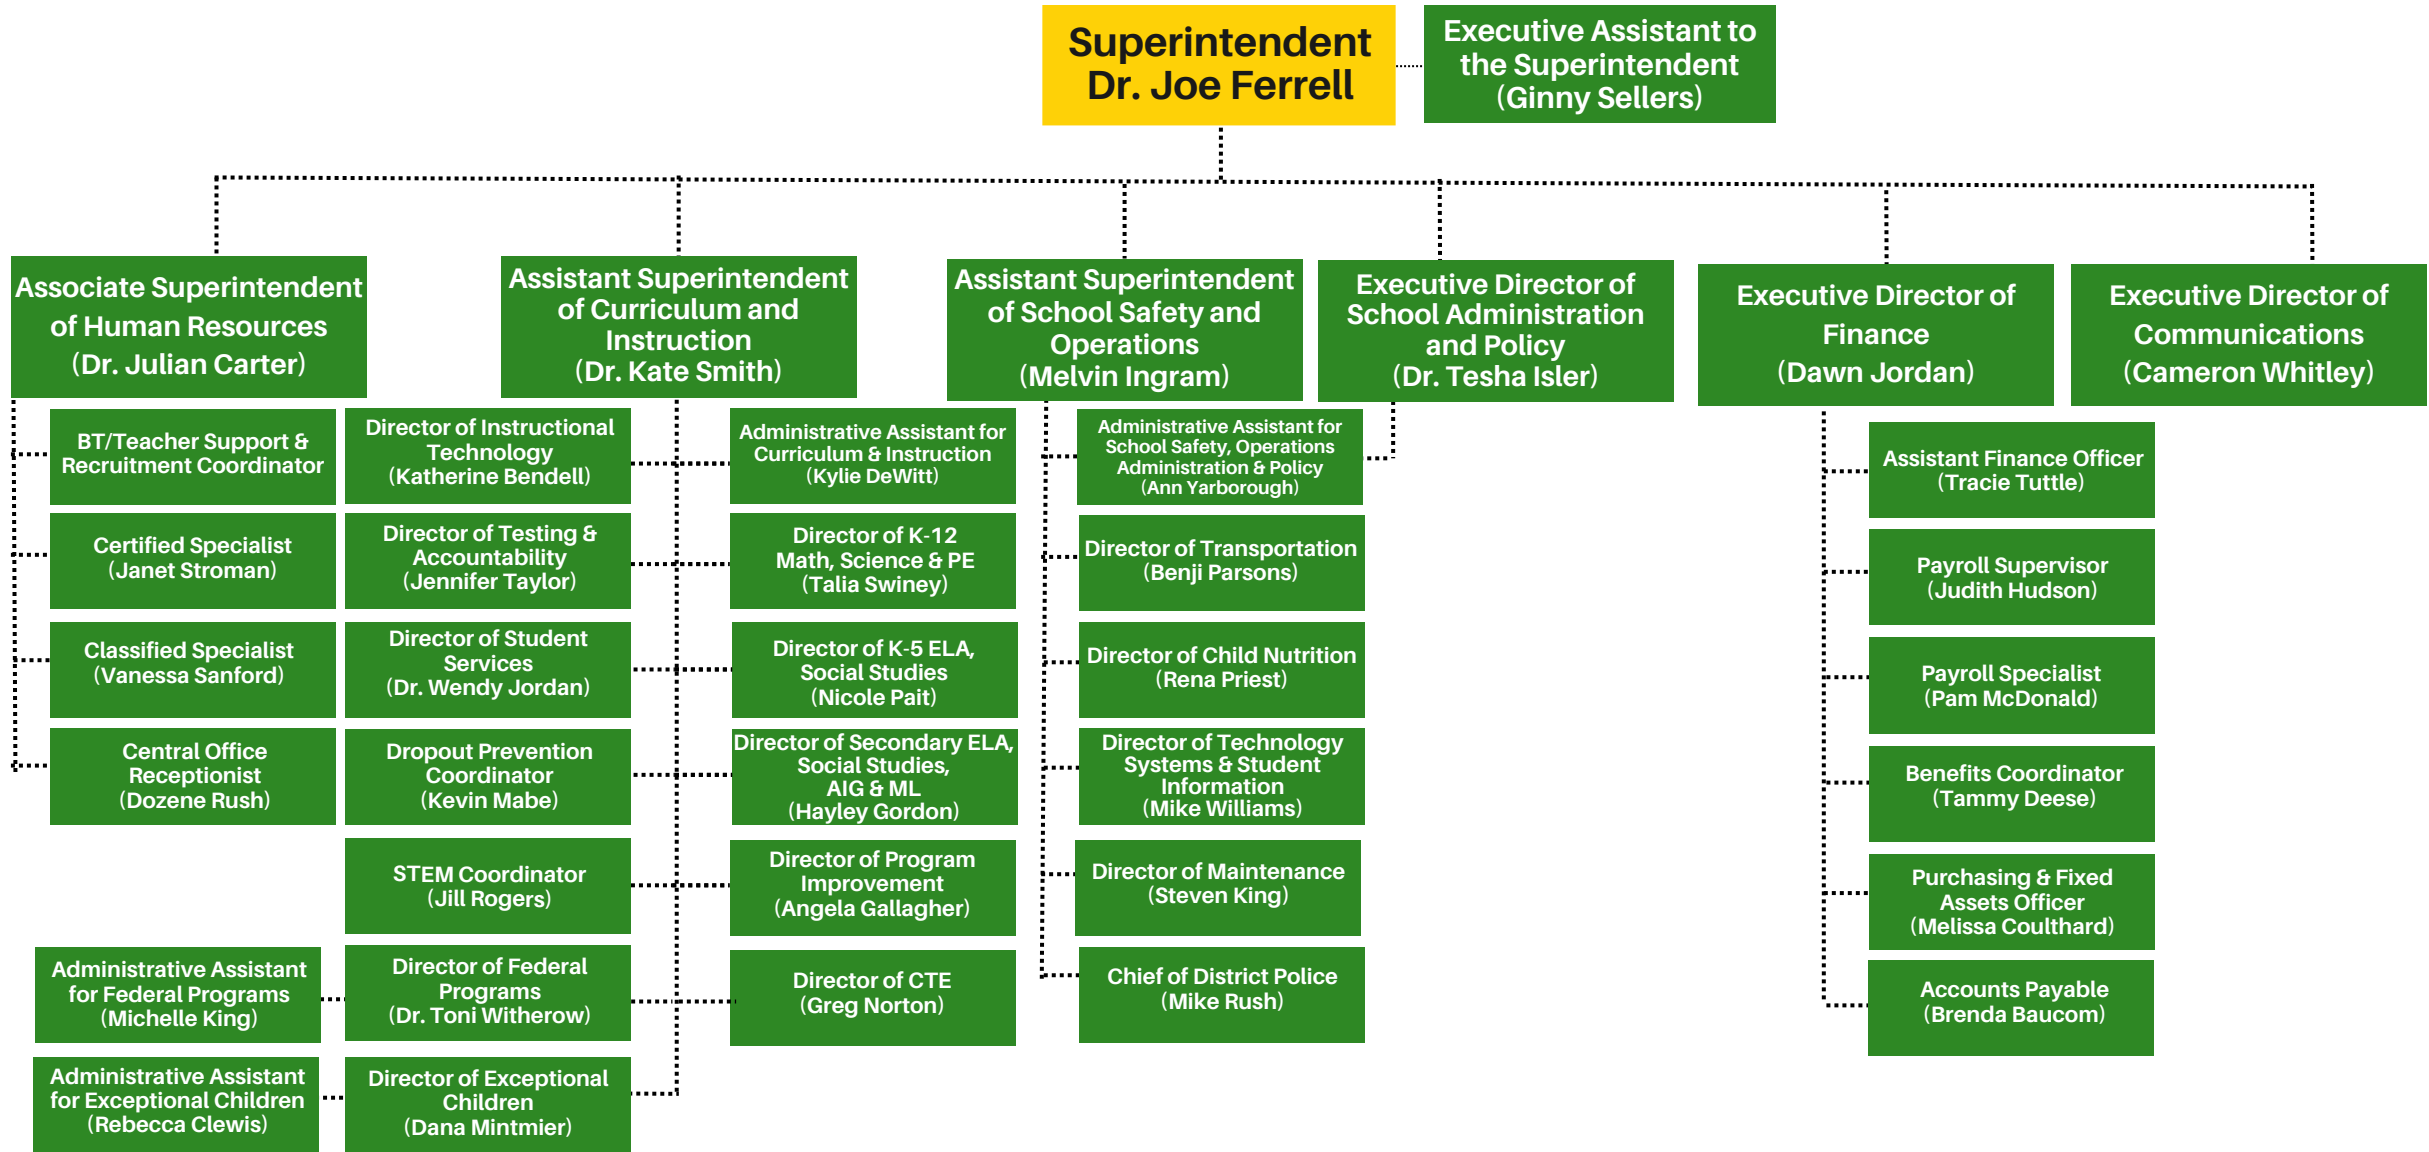 Superintendent
Dr. Joe Ferrell
Executive Assistant to
the Superintendent
(Ginny Sellers)
Associate Superintendent
of Human Resources
(Dr. Julian Carter)
Assistant Superintendent
of Curriculum and
Instruction
(Dr. Kate Smith)
Assistant Superintendent
of School Safety and
Operations
(Melvin Ingram)
Executive Director of
School Administration
and Policy
(Dr. Tesha Isler)
Executive Director of
Finance
(Dawn Jordan)
Executive Director of
Communications
(Cameron Whitley)
BT/Teacher Support &
Recruitment Coordinator
Certified Specialist
(Janet Stroman)
Classified Specialist
(Vanessa Sanford)
Central Office
Receptionist
(Dozene Rush)
Director of Instructional
Technology
(Katherine Bendell)
Director of Testing &
Accountability
(Jennifer Taylor)
Director of Student
Services
(Dr. Wendy Jordan)
Dropout Prevention
Coordinator
(Kevin Mabe)
STEM Coordinator
(Jill Rogers)
Administrative Assistant
for Federal Programs
(Michelle King)
Director of Federal
Programs
(Dr. Toni Witherow)
Administrative Assistant
for Exceptional Children
(Rebecca Clewis)
Director of Exceptional
Children
(Dana Mintmier)
Administrative Assistant for
Curriculum & Instruction
(Kylie DeWitt)
Director of K-12
Math, Science & PE
(Talia Swiney)
Director of K-5 ELA,
Social Studies
(Nicole Pait)
Director of Secondary ELA,
Social Studies,
AIG & ML
(Hayley Gordon)
Director of Program
Improvement
(Angela Gallagher)
Director of CTE
(Greg Norton)
Administrative Assistant for
School Safety, Operations
Administration & Policy
(Ann Yarborough)
Director of Transportation
(Benji Parsons)
Director of Child Nutrition
(Rena Priest)
Director of Technology
Systems & Student
Information
(Mike Williams)
Director of Maintenance
(Steven King)
Chief of District Police
(Mike Rush)
Assistant Finance Officer
(Tracie Tuttle)
Payroll Supervisor
(Judith Hudson)
Payroll Specialist
(Pam McDonald)
Benefits Coordinator
(Tammy Deese)
Purchasing & Fixed
Assets Officer
(Melissa Coulthard)
Accounts Payable
(Brenda Baucom)